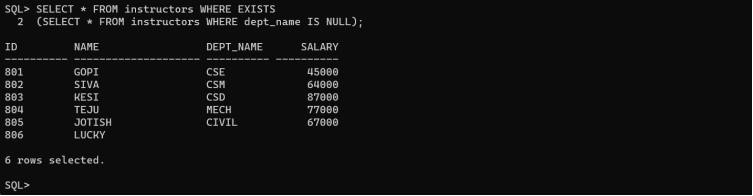 SQL> SELECT * FROM instructors WHERE EXISTS
  2  (SELECT * FROM instructors WHERE dept_name IS NULL);
ID         NAME                 DEPT_NAME      SALARY
---------- -------------------- ---------- ----------
801        GOPI                 CSE             45000
802        SIVA                 CSM             64000
803        KESI                 CSD             87000
804        TEJU                 MECH            77000
805        JOTISH               CIVIL           67000
806        LUCKY
6 rows selected.
SQL>